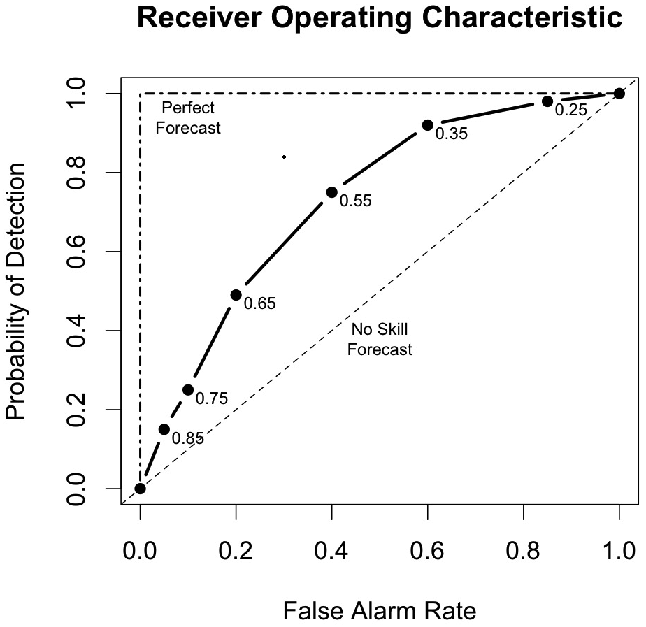 Receiver Operating Characteristic
Probability of Detection
1.0
0.8
0.6
0.4
0.2
0.0
Perfect
Forecast
0.25
0.35
0.55
0.65
No Skill
Forecast
0.75
0.85
0.0 0.2 0.4 0.6 0.8 1.0
False Alarm Rate